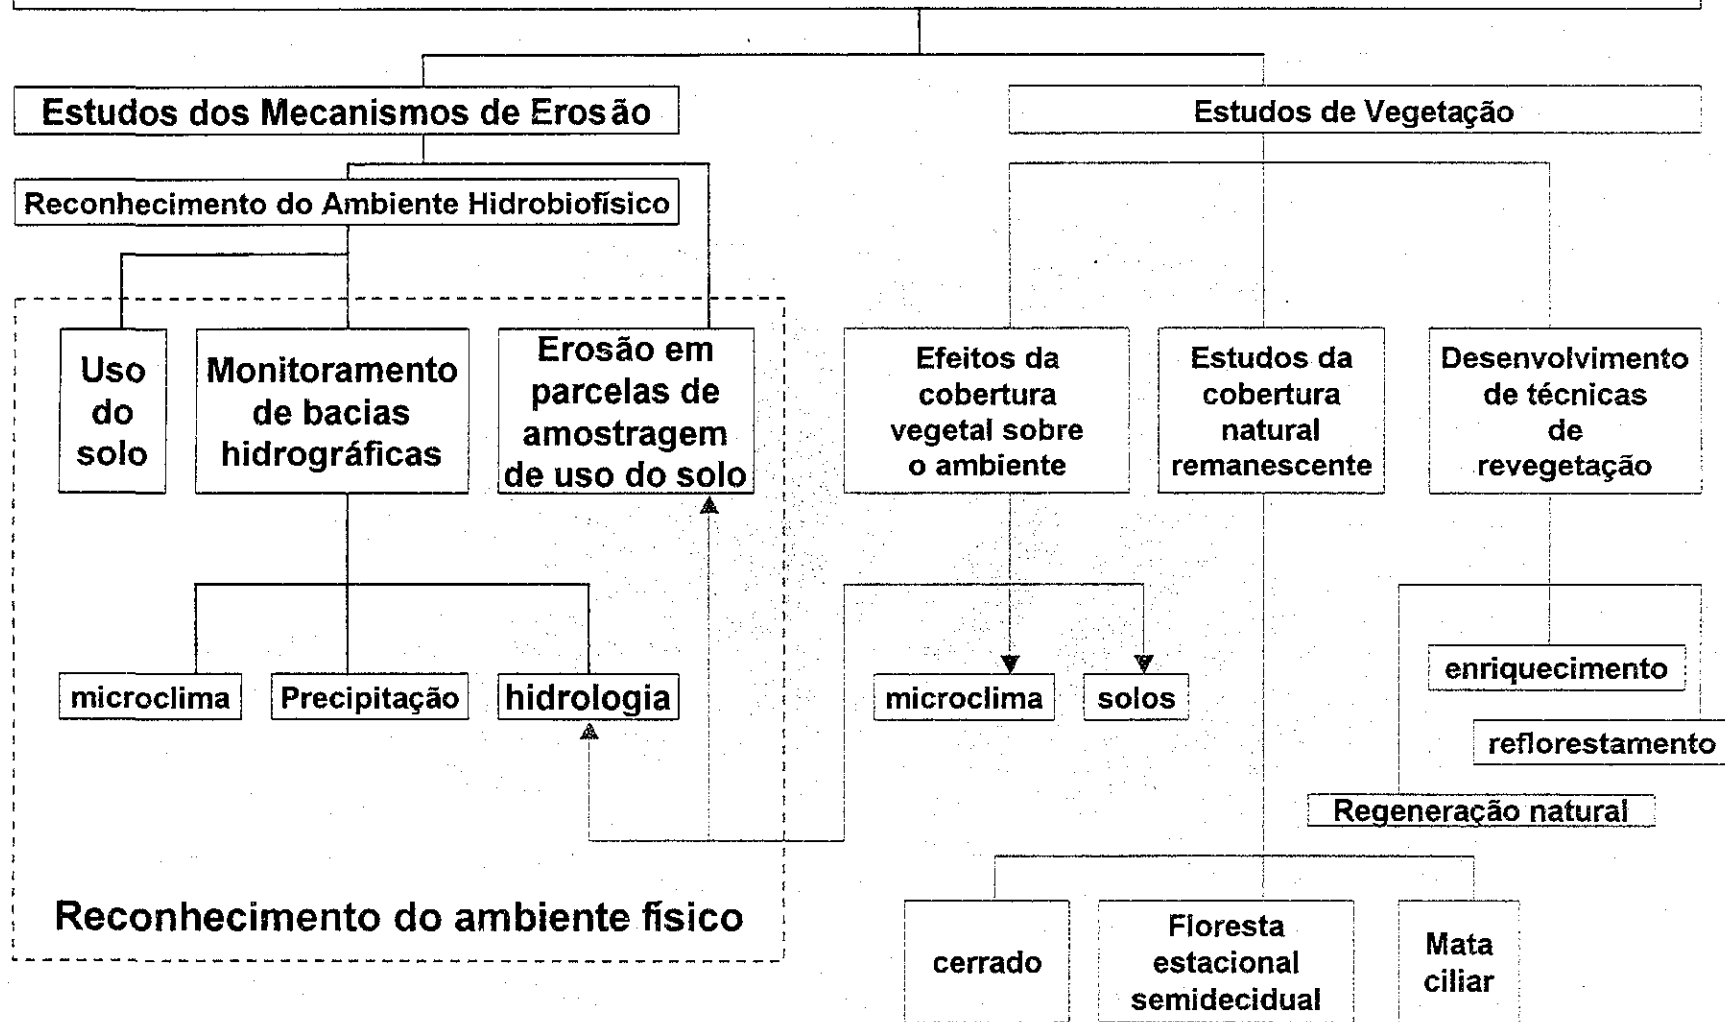 Estudos dos Mecanismos de Erosão
Estudos de Vegetação
Reconhecimento do Ambiente Hidrobiofísico
Uso
do
solo
Monitoramento
de bacias
hidrográficas
Erosão em
parcelas de
amostragem
de uso do solo
Efeitos da
cobertura
vegetal sobre
o ambiente
Estudos da
cobertura
natural
remanescente
Desenvolvimento
de técnicas
de
revegetação
microclima
Precipitação
hidrologia
microclima
solos
enriquecimento
reflorestamento
Regeneração natural
Reconhecimento do ambiente físico
cerrado
Floresta
estacional
semidecidual
Mata
ciliar